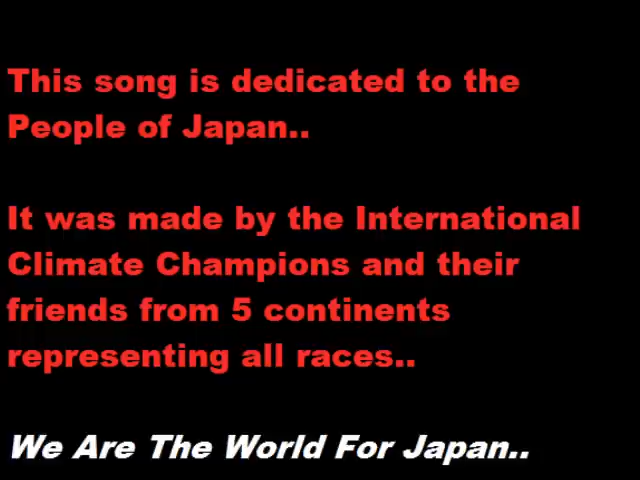 This song is dedicated to the
People of Japan..
It was made by the International
Climate Champions and their
friends from 5 continents
representing all races..
We Are The World For Japan..